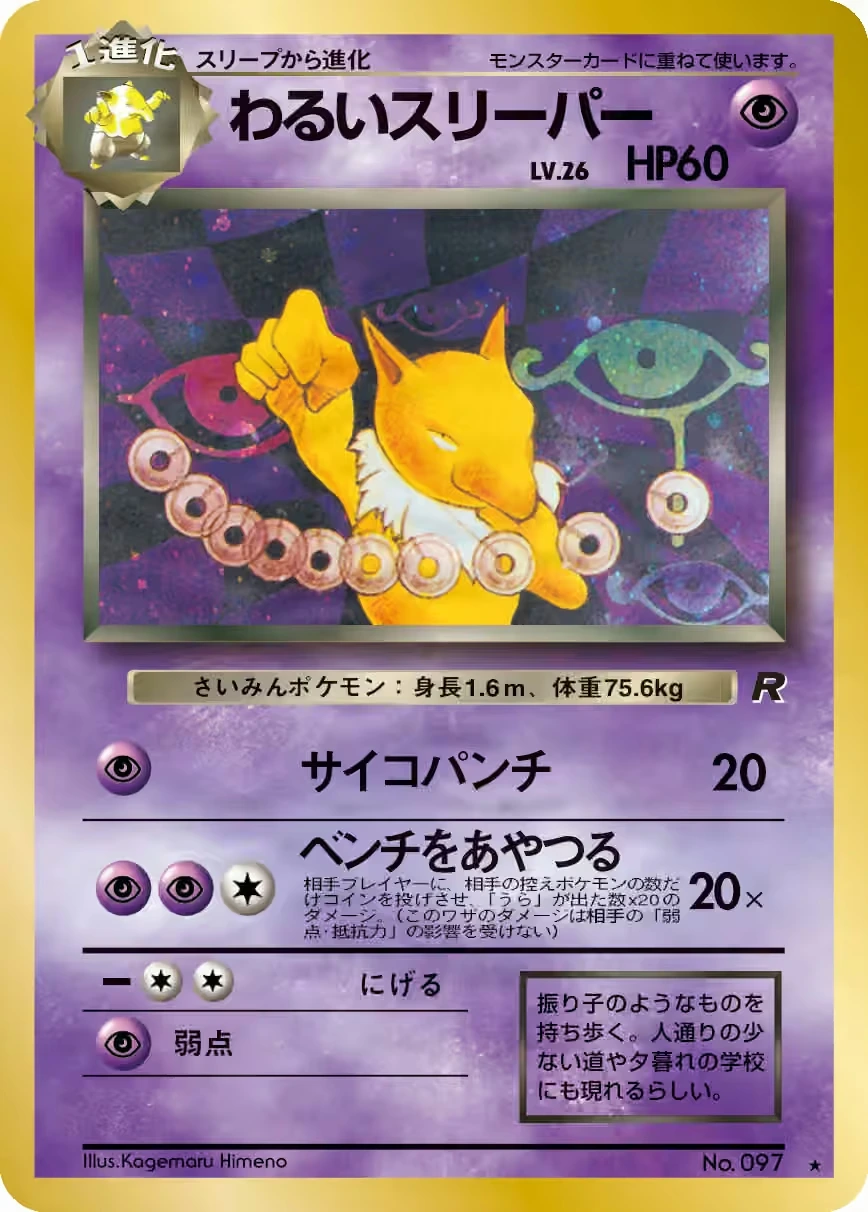 1進化
スリープから進化
モンスターカードに重ねて使います。
わるいスリーパー
LV.26 HP60
さいみんポケモン：身長1.6m、体重75.6kg
R
サイコパンチ 20
ベンチをあやつる
相手プレイヤーに、相手の控えポケモンの数だ
けコインを投げさせ、「うら」が出た数×20の
ダメージ。（このワザのダメージは相手の「弱
点·抵抗力」の影響を受けない）
20×
にげる
弱点
振り子のようなものを
持ち歩く。人通りの少
ない道や夕暮れの学校
にも現れるらしい。
Illus.Kagemaru Himeno
No.097 ★